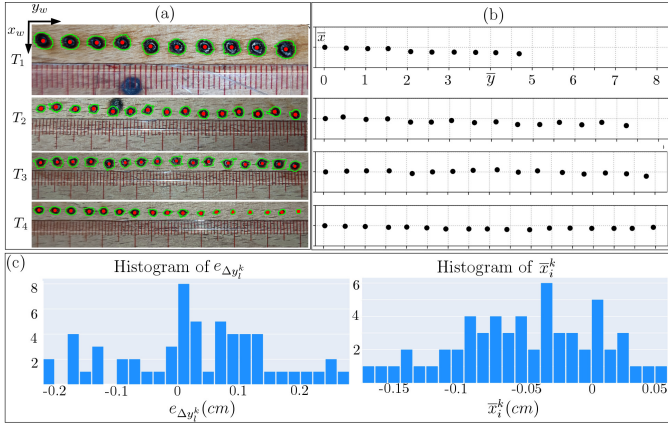 (a)
(b)
y_w
x_w
T_1
T_2
T_3
T_4
x̄
0 1 2 3 4 5 6 7 8
ȳ
(c)
Histogram of e_{Δy_l^k}
8
6
4
2
-0.2 -0.1 0 0.1 0.2
e_{Δy_l^k}(cm)
Histogram of x̄_i^k
6
4
2
-0.15 -0.1 -0.05 0 0.05
x̄_i^k(cm)